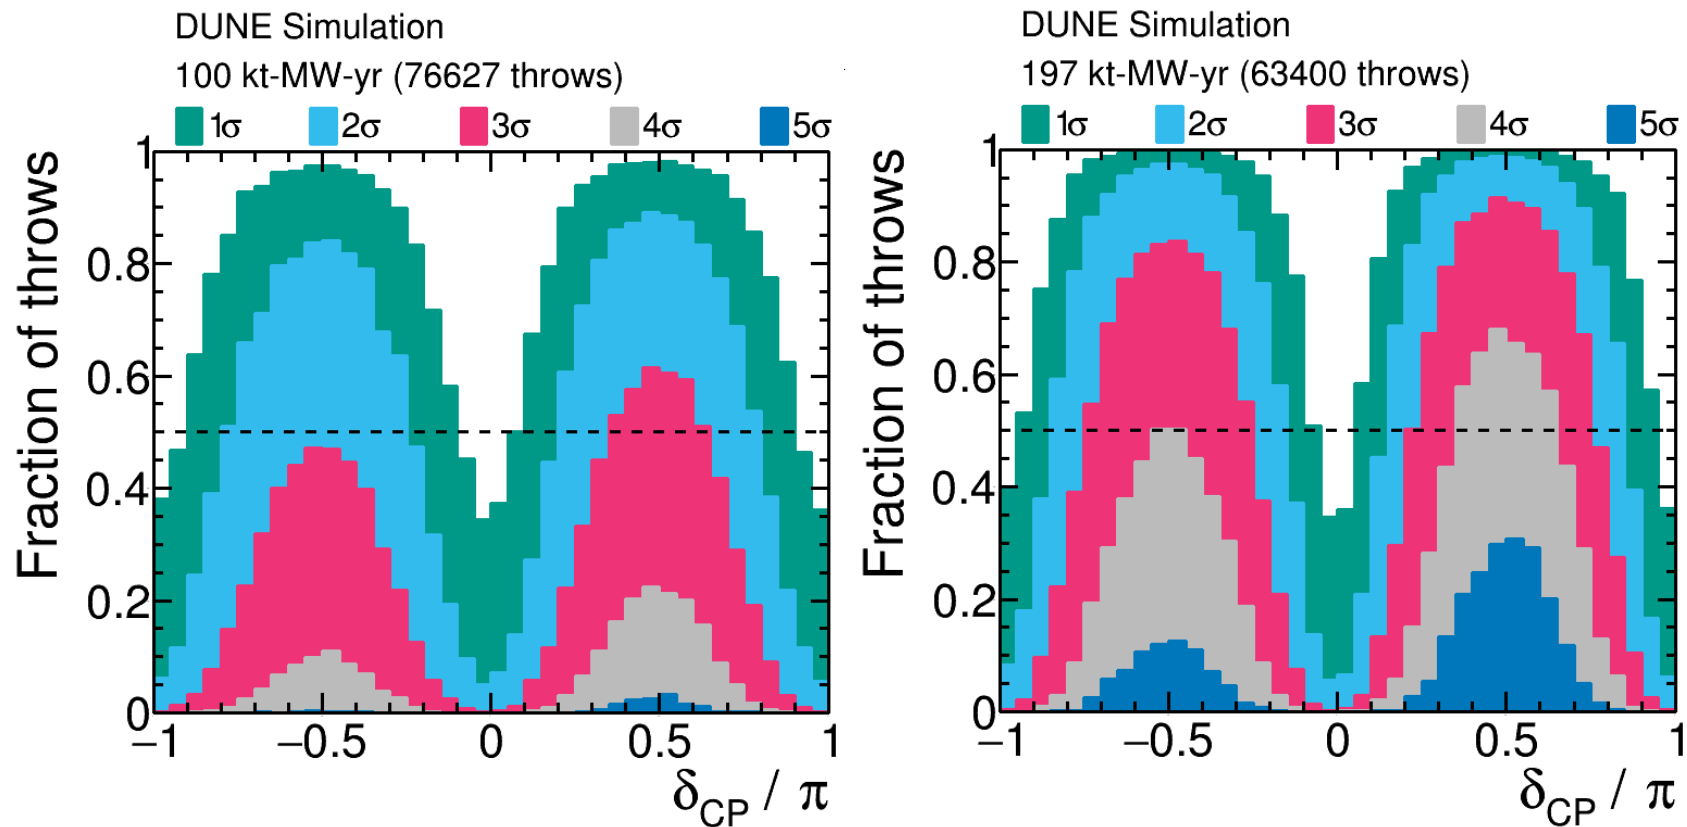 DUNE Simulation
100 kt-MW-yr (76627 throws)
1σ 2σ 3σ 4σ 5σ
Fraction of throws
1
0.8
0.6
0.4
0.2
0
−1 −0.5 0 0.5 1
δCP / π
DUNE Simulation
197 kt-MW-yr (63400 throws)
1σ 2σ 3σ 4σ 5σ
Fraction of throws
1
0.8
0.6
0.4
0.2
0
−1 −0.5 0 0.5 1
δCP / π